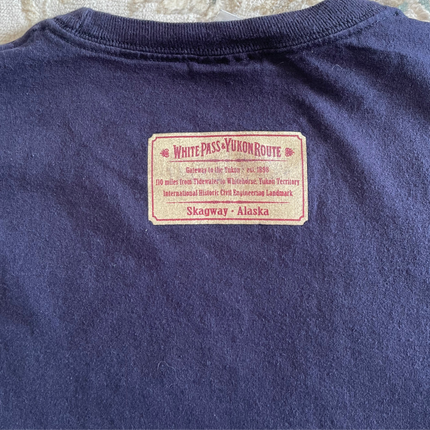 WHITE PASS & YUKON ROUTE
Gateway to the Yukon · est. 1898
110 miles from Tidewater to Whitehorse, Yukon Territory
International Historic Civil Engineering Landmark
Skagway · Alaska